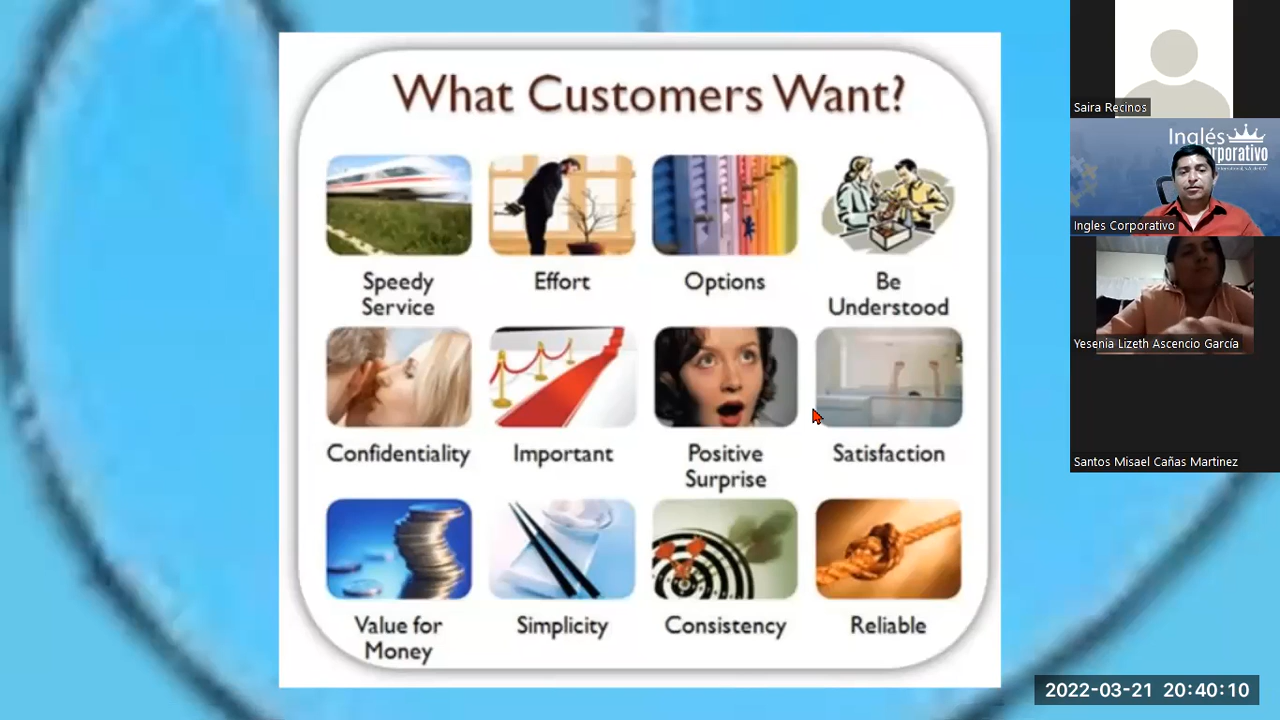 What Customers Want?
Speedy
Service
Effort
Options
Be
Understood
Confidentiality
Important
Positive
Surprise
Satisfaction
Value for
Money
Simplicity
Consistency
Reliable
Saira Recinos
Inglés
orporativo
Ingles Corporativo
Yesenia Lizeth Ascencio García
Santos Misael Cañas Martinez
2022-03-21 20:40:10